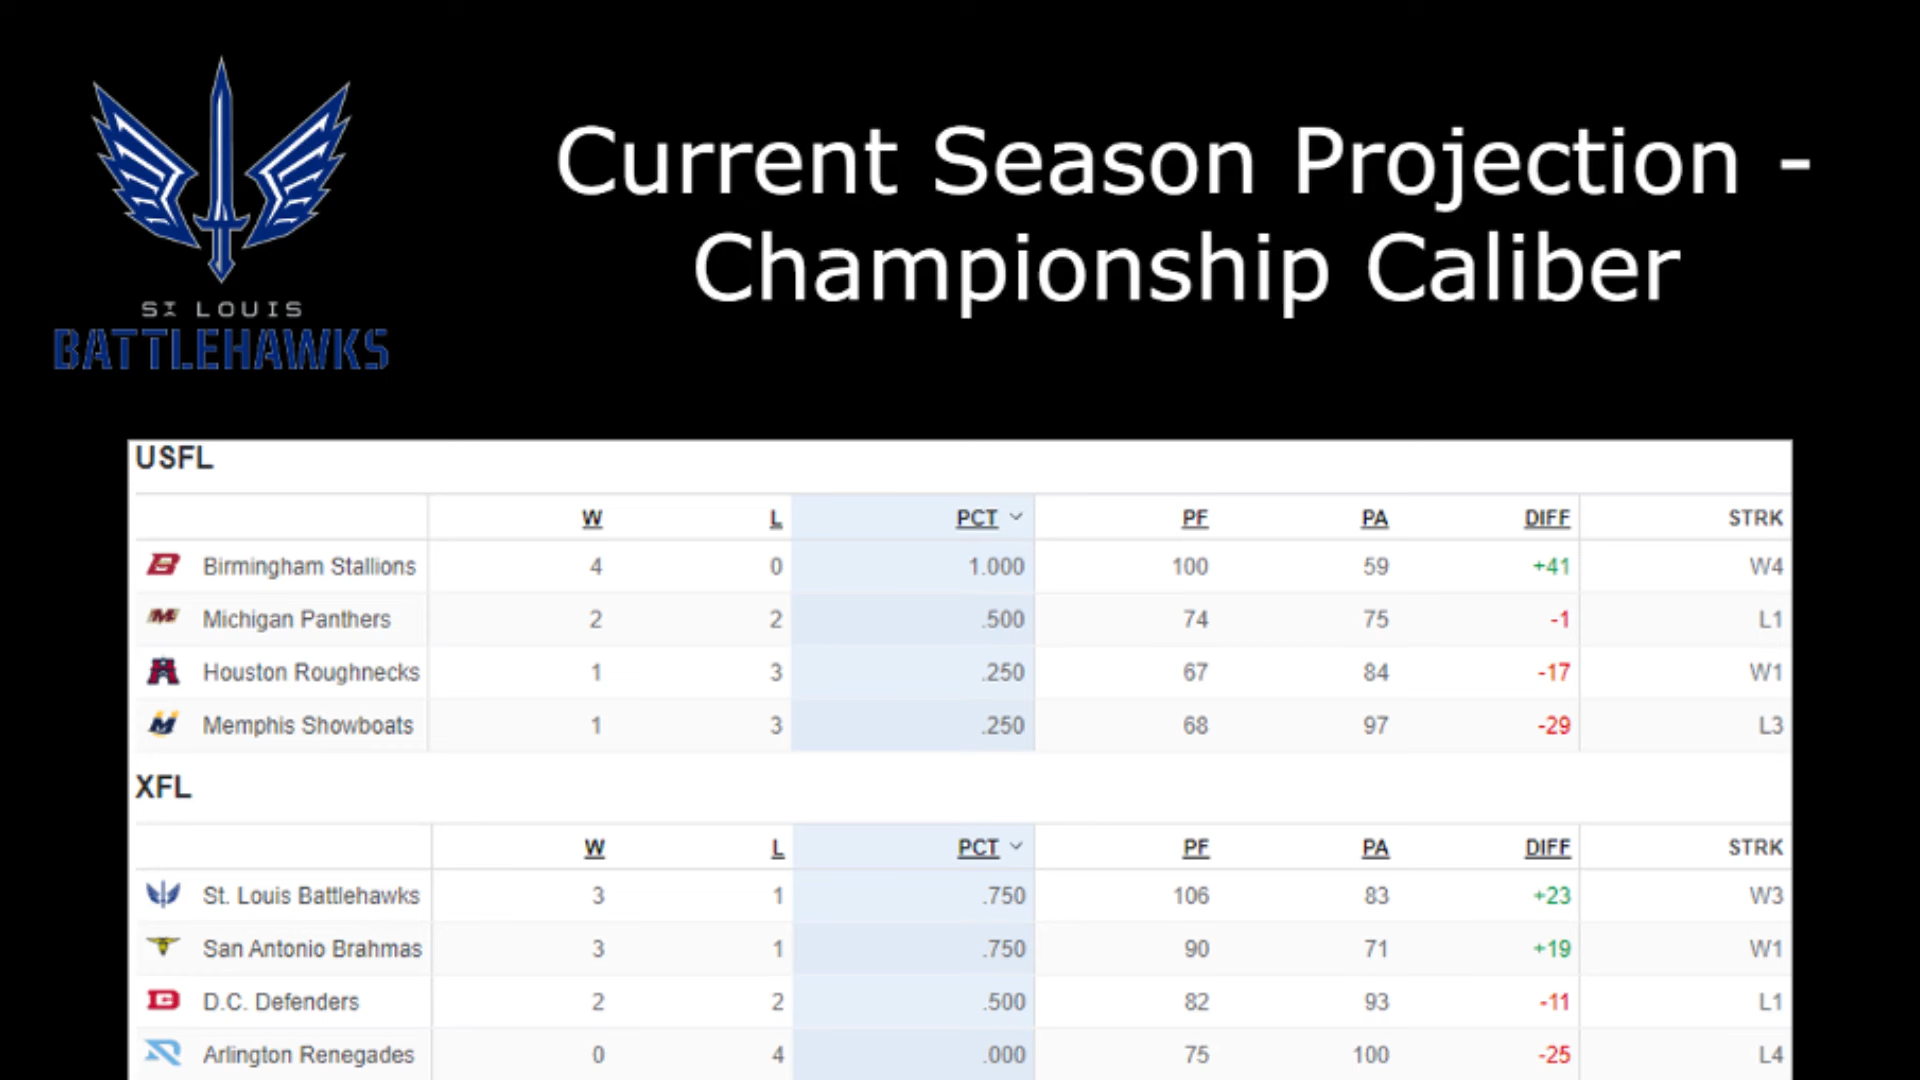 ST LOUIS
BATTLEHAWKS
Current Season Projection -
Championship Caliber
USFL
W L PCT PF PA DIFF STRK
Birmingham Stallions 4 0 1.000 100 59 +41 W4
Michigan Panthers 2 2 .500 74 75 -1 L1
Houston Roughnecks 1 3 .250 67 84 -17 W1
Memphis Showboats 1 3 .250 68 97 -29 L3
XFL
W L PCT PF PA DIFF STRK
St. Louis Battlehawks 3 1 .750 106 83 +23 W3
San Antonio Brahmas 3 1 .750 90 71 +19 W1
D.C. Defenders 2 2 .500 82 93 -11 L1
Arlington Renegades 0 4 .000 75 100 -25 L4